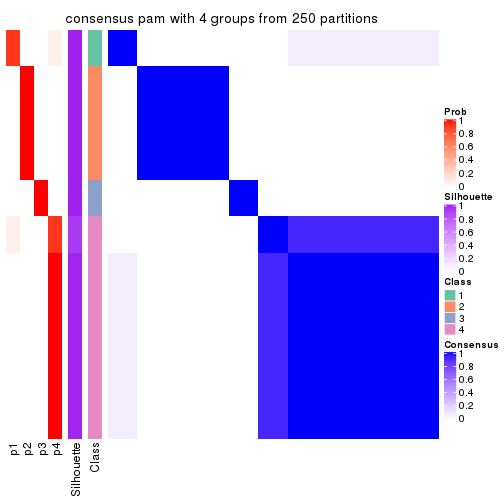 consensus pam with 4 groups from 250 partitions
Prob
1
0.8
0.6
0.4
0.2
0
Silhouette
1
0.8
0.6
0.4
0.2
0
Class
1
2
3
4
Consensus
1
0.8
0.6
0.4
0.2
0
p1
p2
p3
p4
Silhouette
Class